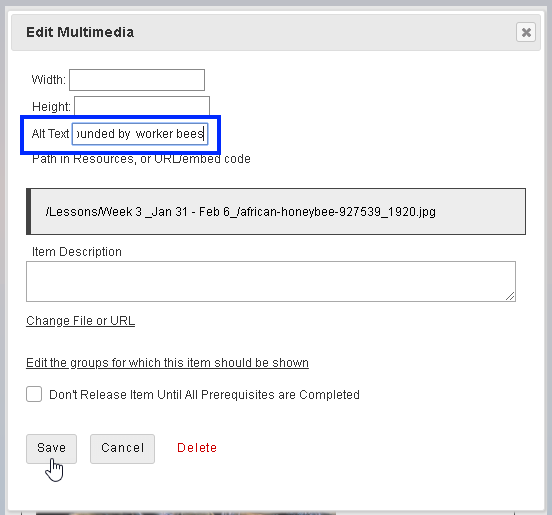 Edit Multimedia
Width:
Height:
Alt Text
by worker bees
Path in Resources, or URL/embed code
/Lessons/Week 3 _Jan 31 - Feb 6_/african-honeybee-927539_1920.jpg
Item Description
Change File or URL
Edit the groups for which this item should be shown
Don't Release Item Until All Prerequisites are Completed
Save Cancel Delete